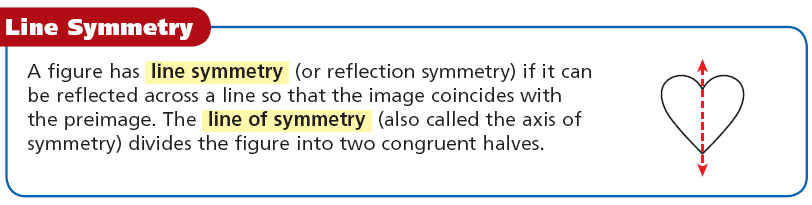 Line Symmetry
A figure has line symmetry (or reflection symmetry) if it can
be reflected across a line so that the image coincides with
the preimage. The line of symmetry (also called the axis of
symmetry) divides the figure into two congruent halves.